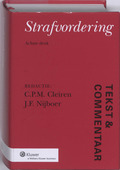 Strafvordering
REDACTIE
C.P.M. Cleiren
J.F. Nijboer
Kluwer
TEKST &
COMMENTAAR